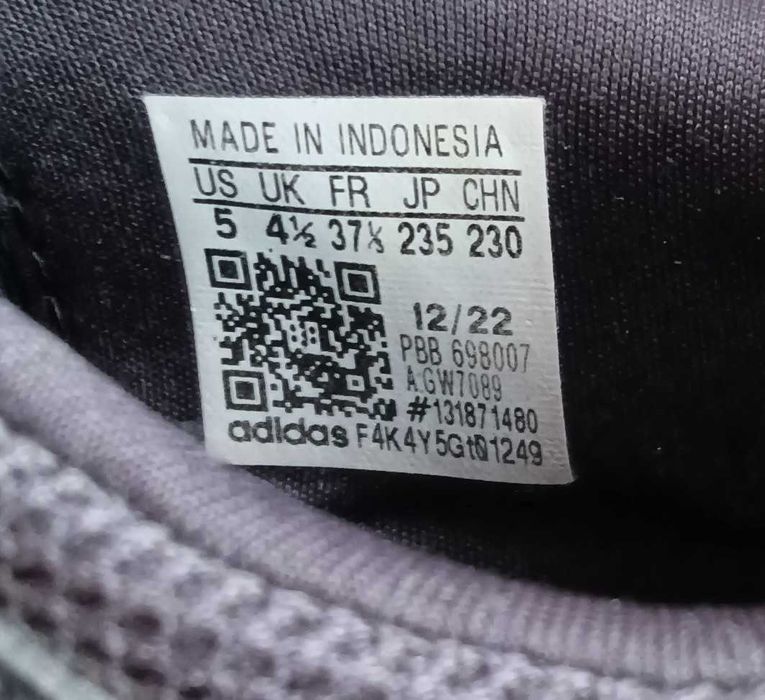 MADE IN INDONESIA
US UK FR JP CHN
5 4½ 37⅓ 235 230
12/22
PBB 698007
A.GW7089
#131871480
adidas